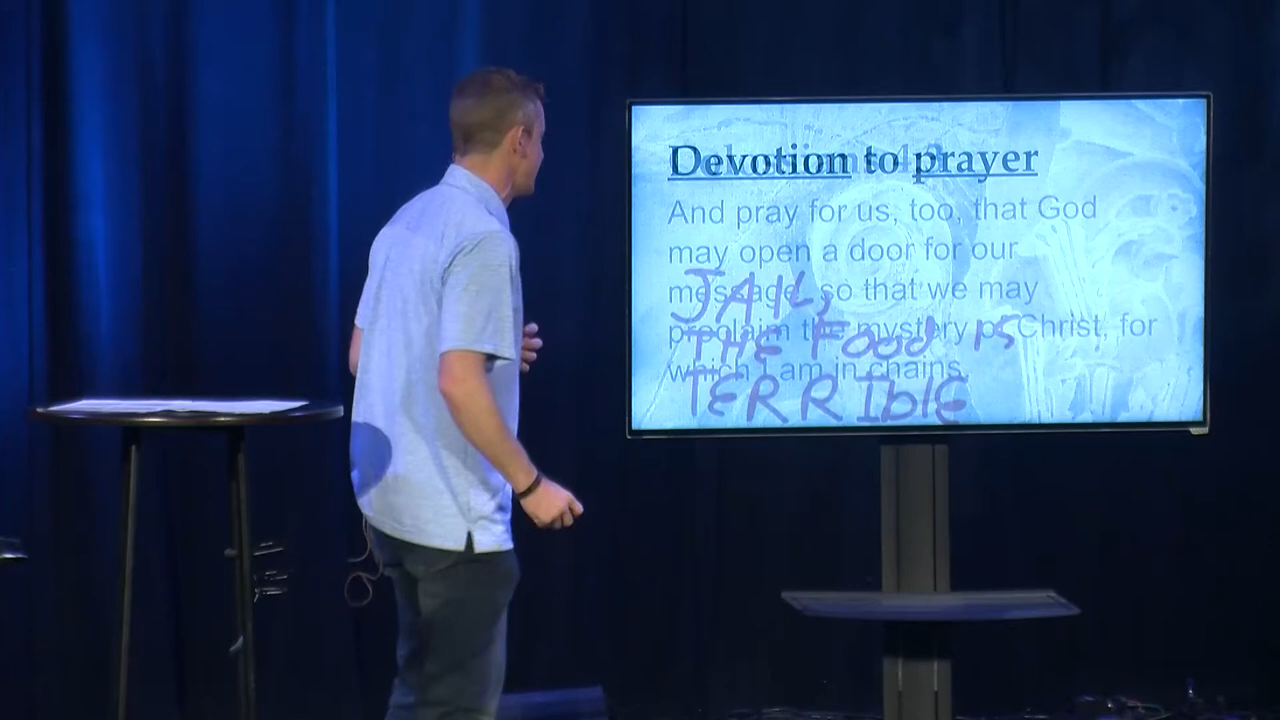 Devotion to prayer
And pray for us, too, that God
may open a door for our
message, so that we may
proclaim the mystery of Christ, for
which I am in chains.
JAIL,
THE FOOD IS
TERRIblE